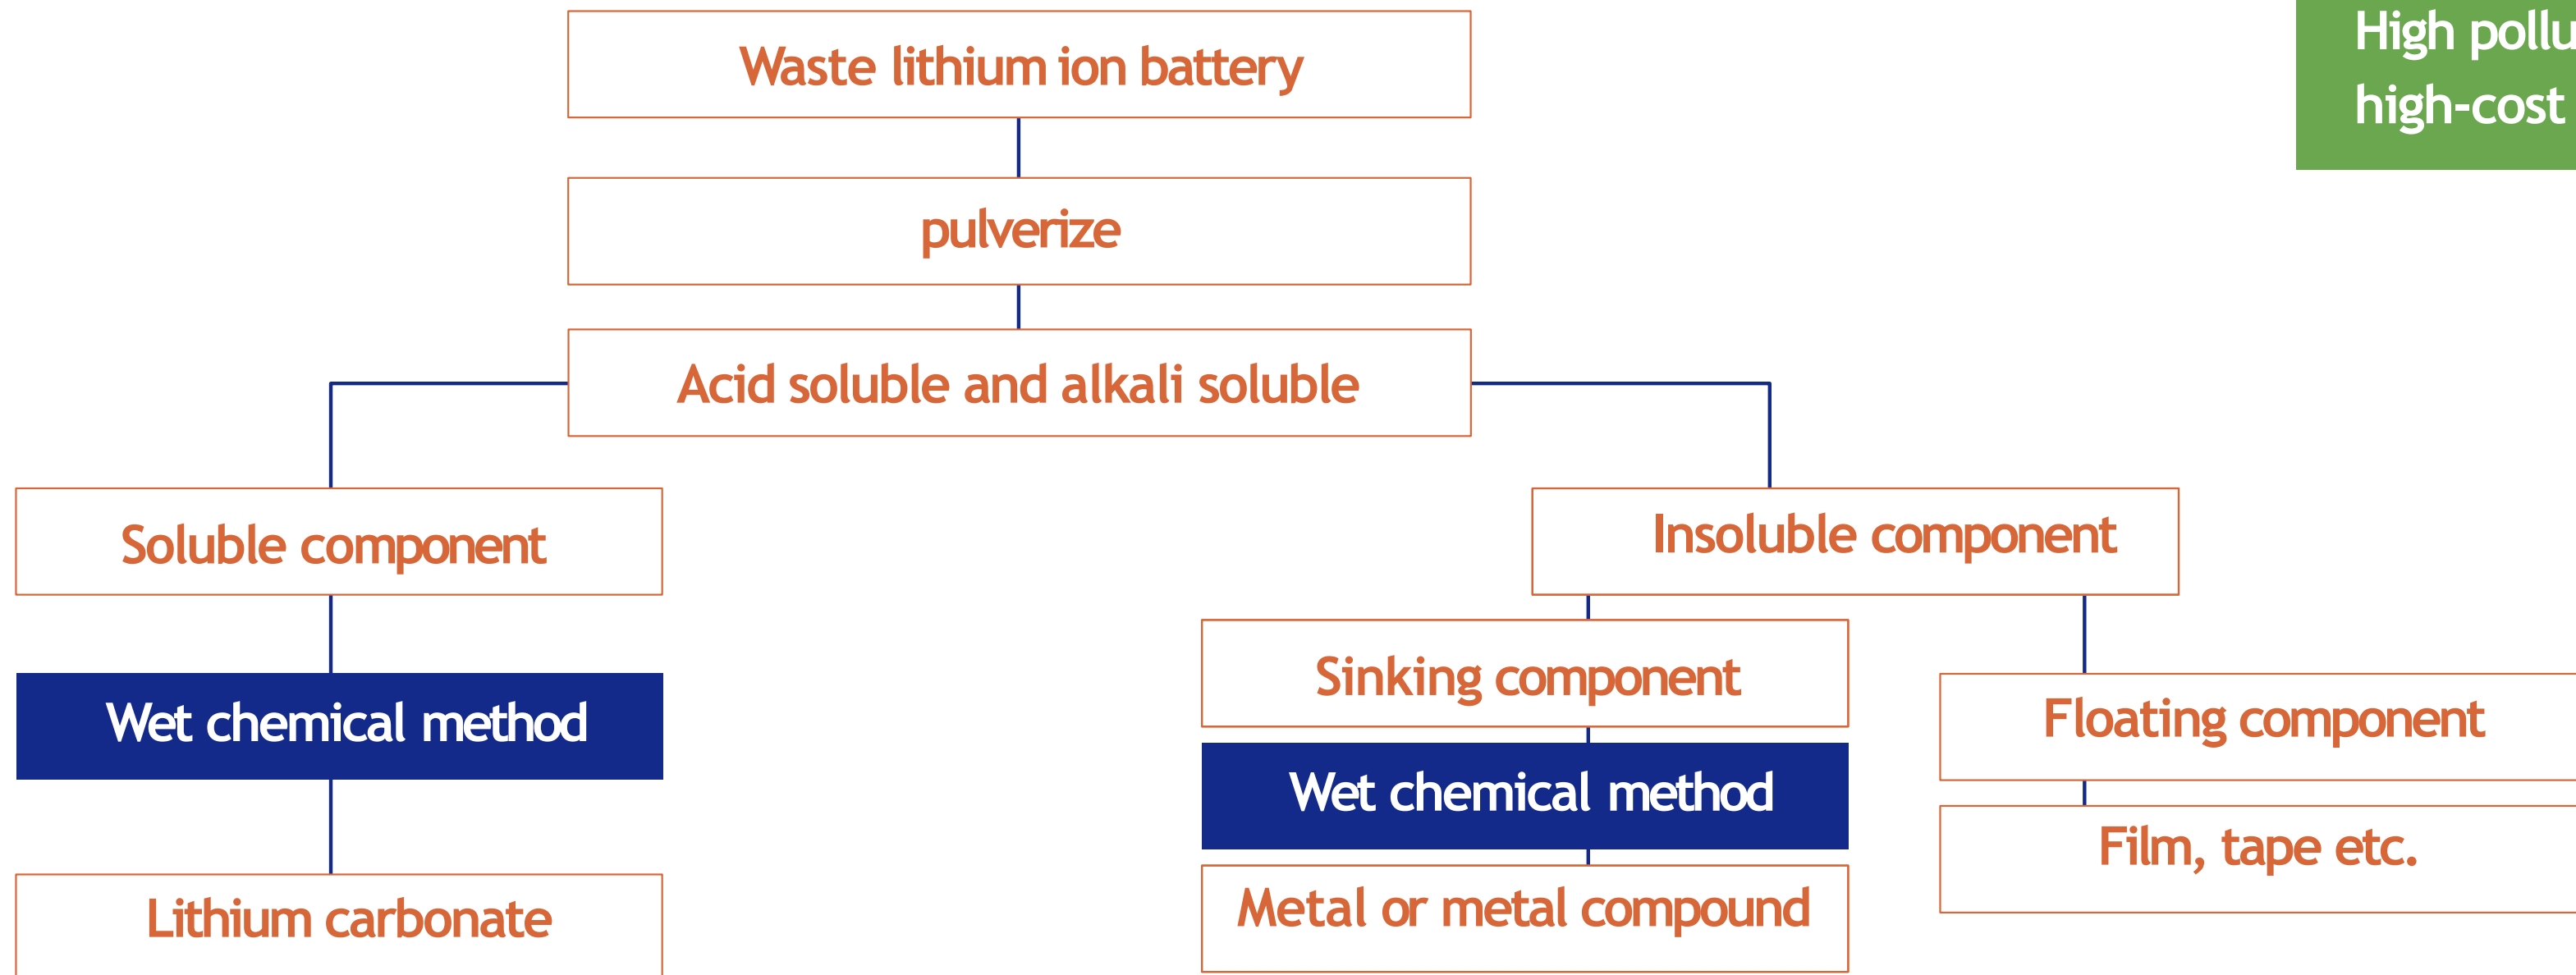 High
high-cost
Waste lithium ion battery
pulverize
Acid soluble and alkali soluble
Soluble component
Insoluble component
Sinking component
Wet chemical method
Floating component
Wet chemical method
Film, tape etc.
Lithium carbonate
Metal or metal compound